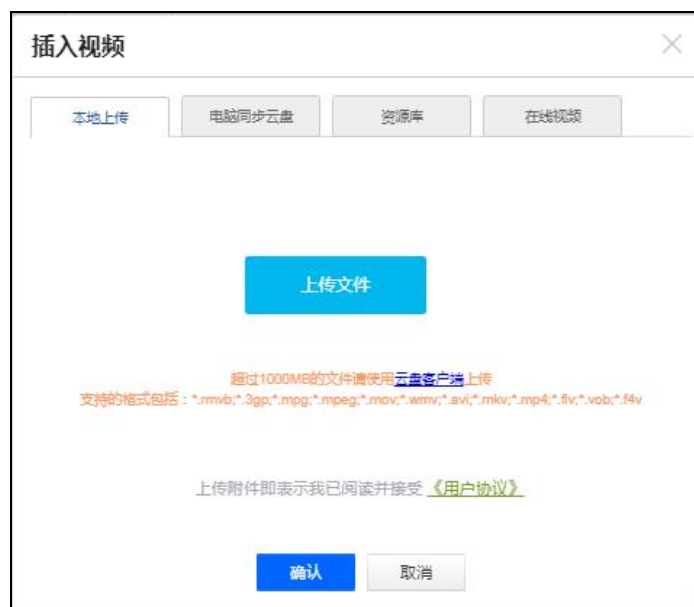 插入视频
本地上传 电脑同步云盘 资源库 在线视频
上传文件
超过1000MB的文件请使用云盘客户端上传
支持的格式包括：*.rmvb;*.3gp;*.mpg;*.mpeg;*.mov;*.wmv;*.avi;*.mkv;*.mp4;*.flv;*.vob;*.f4v
上传附件即表示我已阅读并接受 《用户协议》
确认 取消